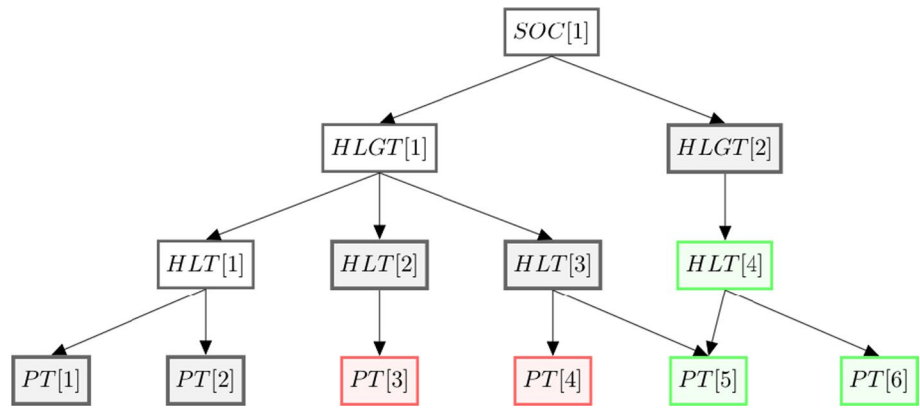 SOC[1]
HLGT[1] HLGT[2]
HLT[1] HLT[2] HLT[3] HLT[4]
PT[1] PT[2] PT[3] PT[4] PT[5] PT[6]